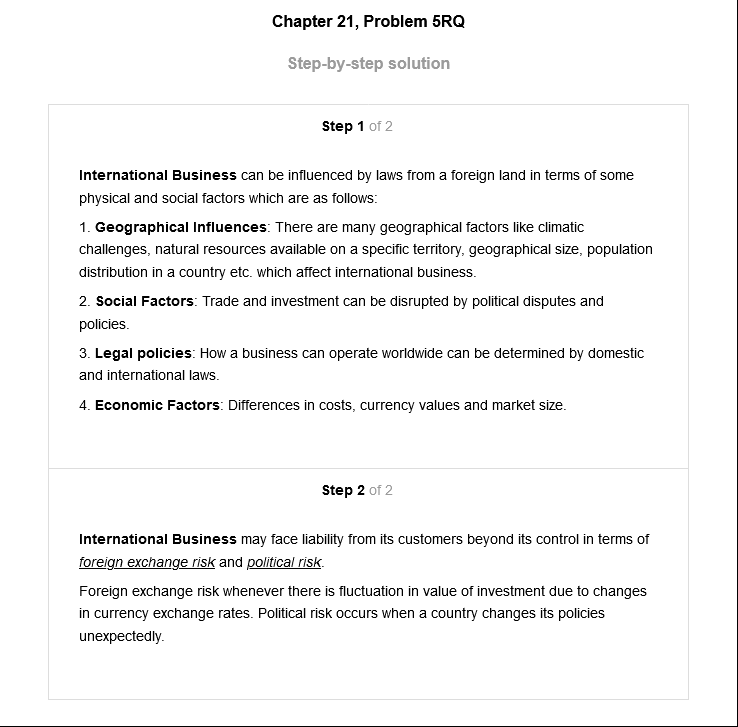 Chapter 21, Problem 5RQ
Step-by-step solution
Step 1 of 2
International Business can be influenced by laws from a foreign land in terms of some
physical and social factors which are as follows:
1. Geographical Influences: There are many geographical factors like climatic
challenges, natural resources available on a specific territory, geographical size, population
distribution in a country etc. which affect international business.
2. Social Factors: Trade and investment can be disrupted by political disputes and
policies.
3. Legal policies: How a business can operate worldwide can be determined by domestic
and international laws.
4. Economic Factors: Differences in costs, currency values and market size.
Step 2 of 2
International Business may face liability from its customers beyond its control in terms of
foreign exchange risk and political risk.
Foreign exchange risk whenever there is fluctuation in value of investment due to changes
in currency exchange rates. Political risk occurs when a country changes its policies
unexpectedly.